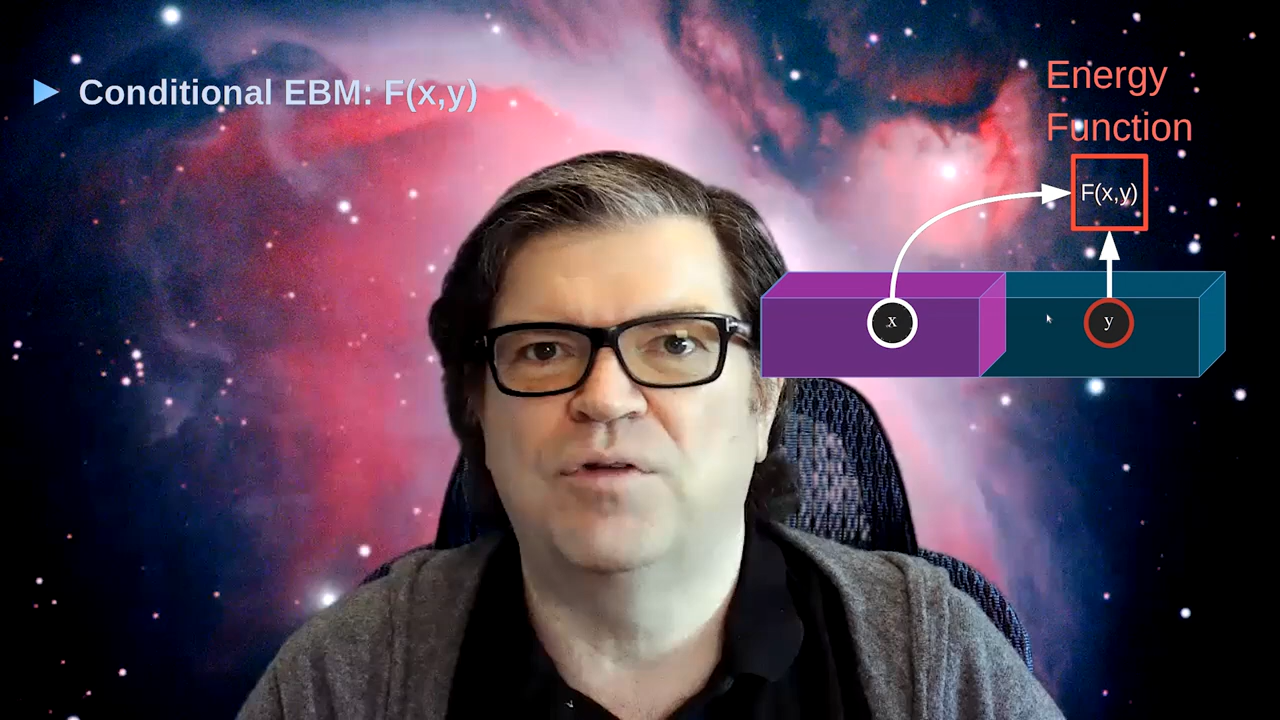 Conditional EBM: F(x,y)
Energy
Function
F(x,y)
x
y